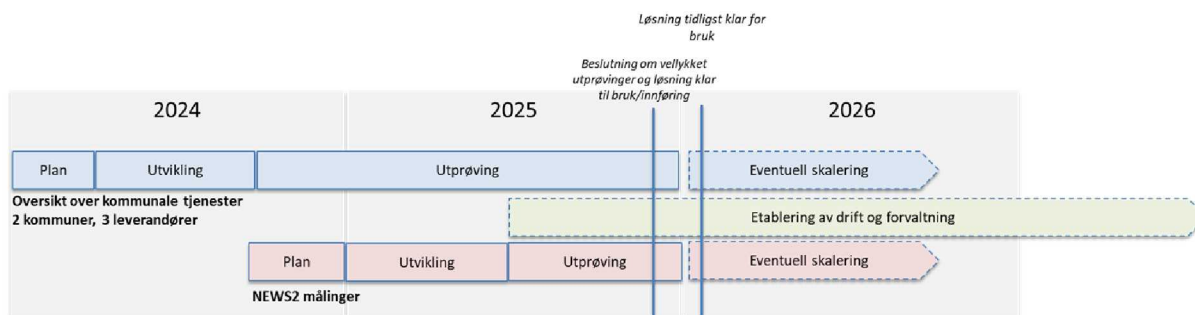 Løsning tidligst klar for
bruk
Beslutning om vellykket
utprøvinger og løsning klar
til bruk/innføring
2024
2025
2026
Plan
Utvikling
Utprøving
Eventuell skalering
Oversikt over kommunale tjenester
2 kommuner, 3 leverandører
Etablering av drift og forvaltning
Plan
Utvikling
Utprøving
Eventuell skalering
NEWS2 målinger